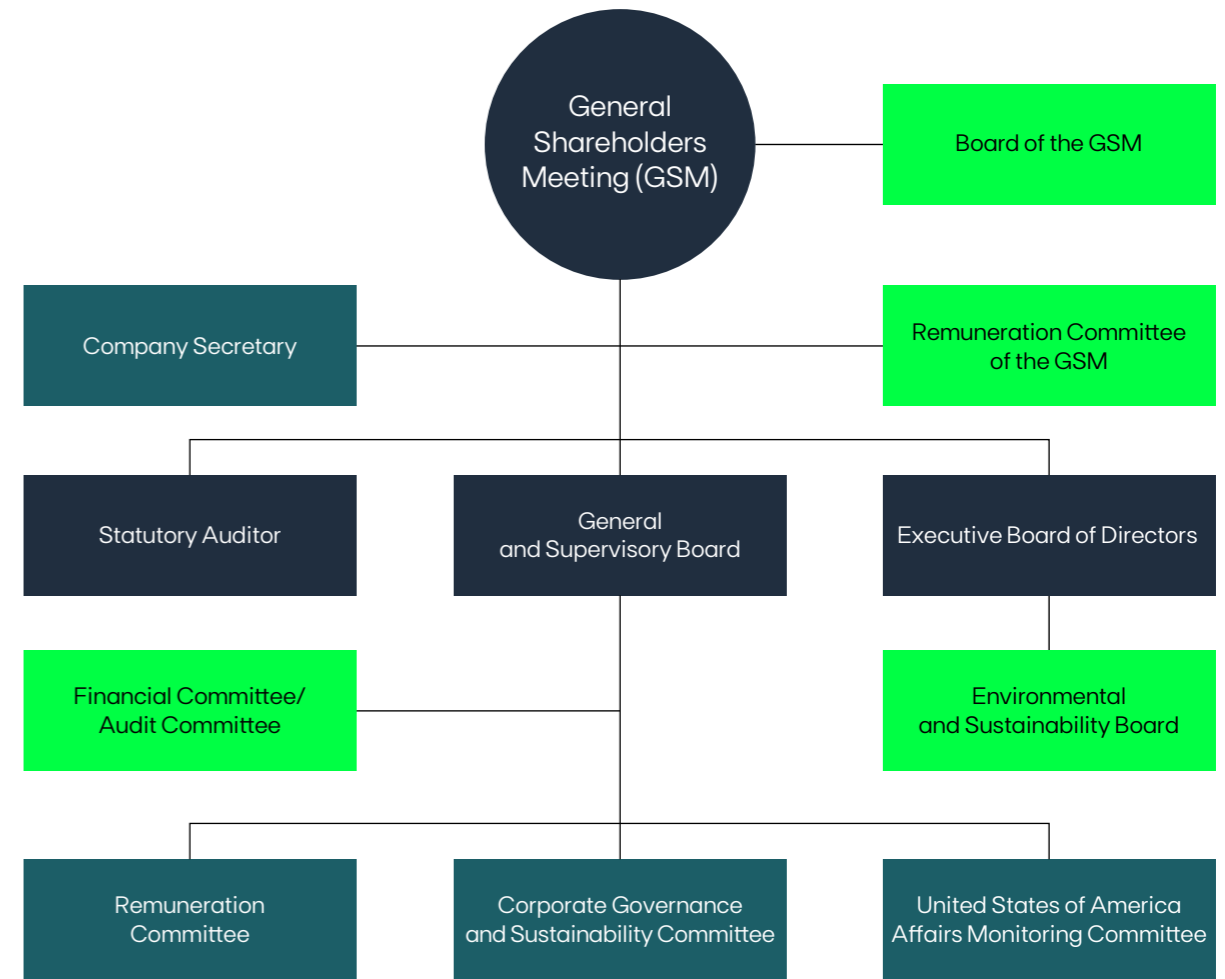 General
Shareholders
Meeting (GSM)
Board of the GSM
Company Secretary
Remuneration Committee
of the GSM
Statutory Auditor
General
and Supervisory Board
Executive Board of Directors
Financial Committee/
Audit Committee
Environmental
and Sustainability Board
Remuneration
Committee
Corporate Governance
and Sustainability Committee
United States of America
Affairs Monitoring Committee